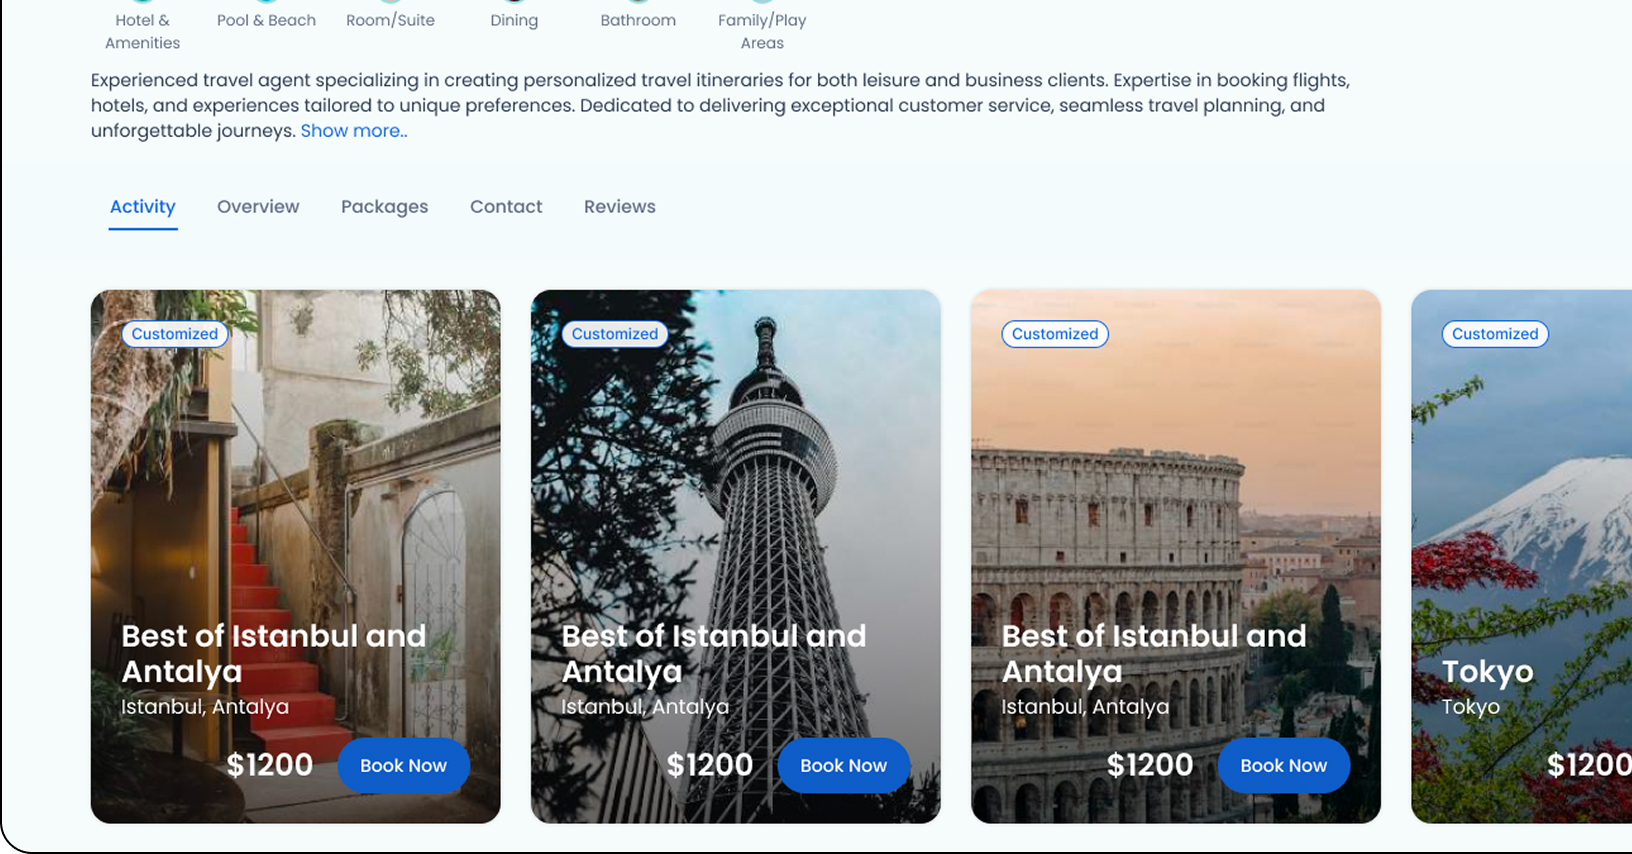 Hotel &
Amenities
Pool & Beach
Room/Suite
Dining
Bathroom
Family/Play
Areas
Experienced travel agent specializing in creating personalized travel itineraries for both leisure and business clients. Expertise in booking flights,
hotels, and experiences tailored to unique preferences. Dedicated to delivering exceptional customer service, seamless travel planning, and
unforgettable journeys. Show more..
Activity
Overview
Packages
Contact
Reviews
Customized
Best of Istanbul and
Antalya
Istanbul, Antalya
$1200
Book Now
Customized
Best of Istanbul and
Antalya
Istanbul, Antalya
$1200
Book Now
Customized
Best of Istanbul and
Antalya
Istanbul, Antalya
$1200
Book Now
Customized
Tokyo
Tokyo
$1200